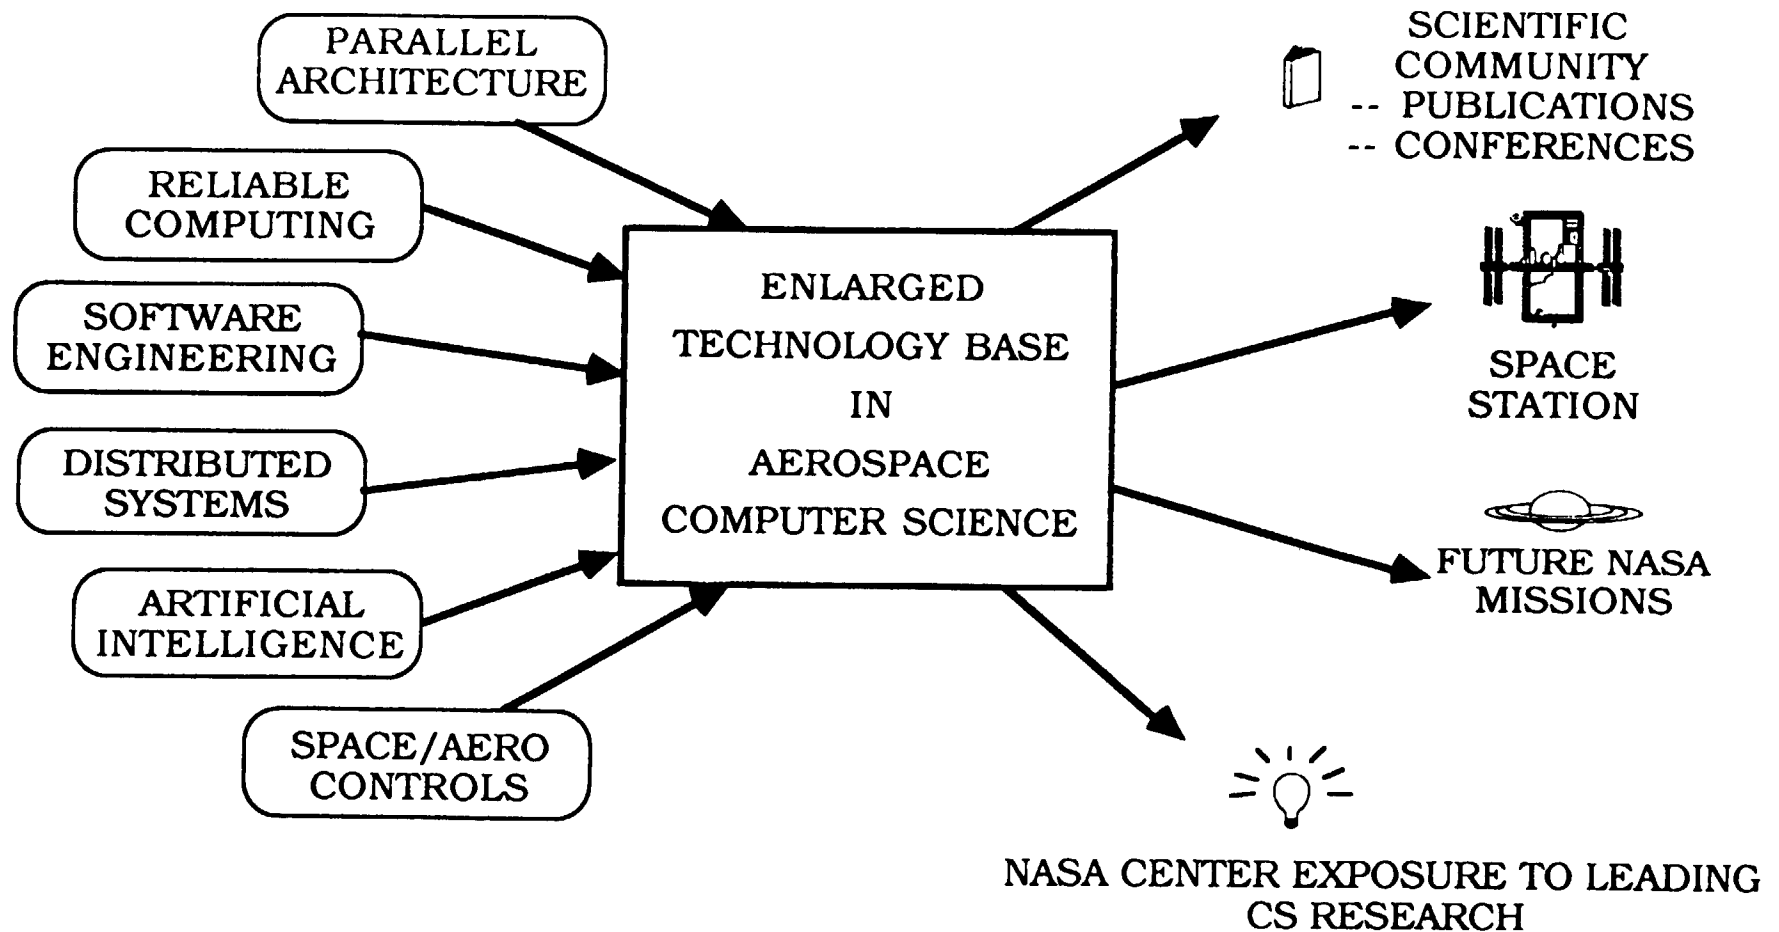 PARALLEL
ARCHITECTURE
RELIABLE
COMPUTING
SOFTWARE
ENGINEERING
DISTRIBUTED
SYSTEMS
ARTIFICIAL
INTELLIGENCE
SPACE/AERO
CONTROLS
ENLARGED
TECHNOLOGY BASE
IN
AEROSPACE
COMPUTER SCIENCE
SCIENTIFIC
COMMUNITY
-- PUBLICATIONS
-- CONFERENCES
SPACE
STATION
FUTURE NASA
MISSIONS
NASA CENTER EXPOSURE TO LEADING
CS RESEARCH